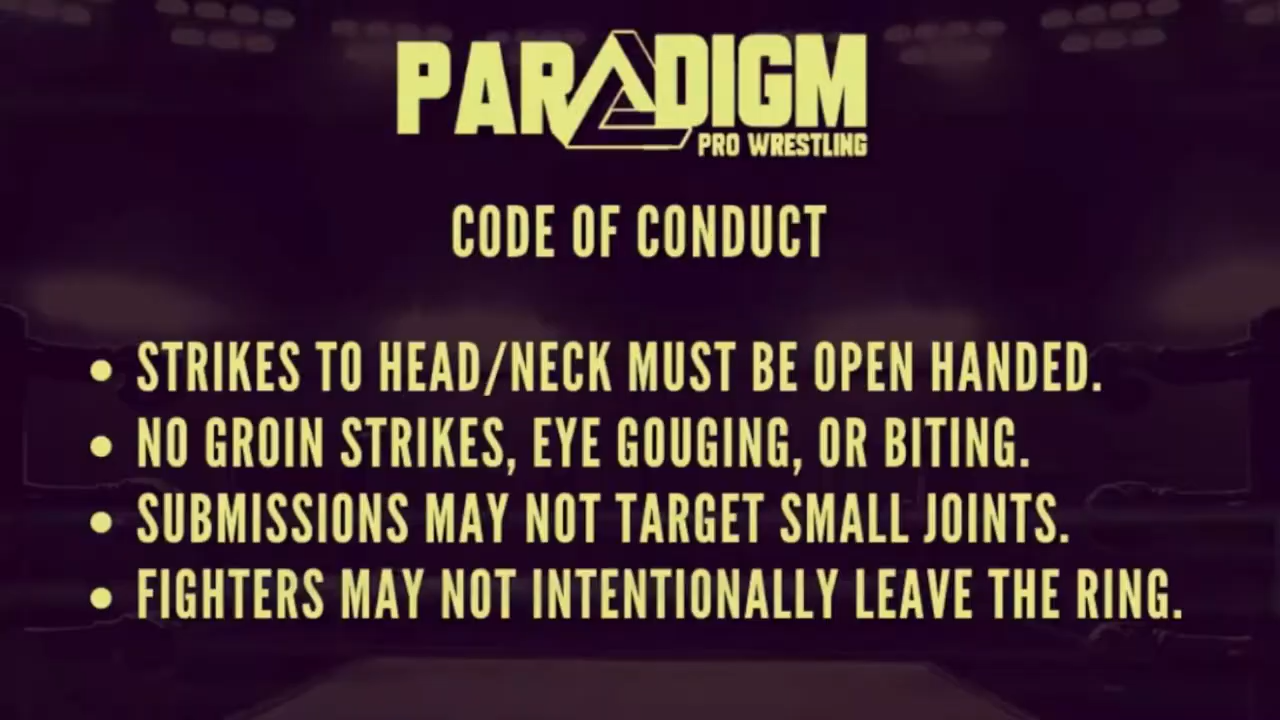 PARADIGM
PRO WRESTLING
CODE OF CONDUCT
• STRIKES TO HEAD/NECK MUST BE OPEN HANDED.
• NO GROIN STRIKES, EYE GOUGING, OR BITING.
• SUBMISSIONS MAY NOT TARGET SMALL JOINTS.
• FIGHTERS MAY NOT INTENTIONALLY LEAVE THE RING.